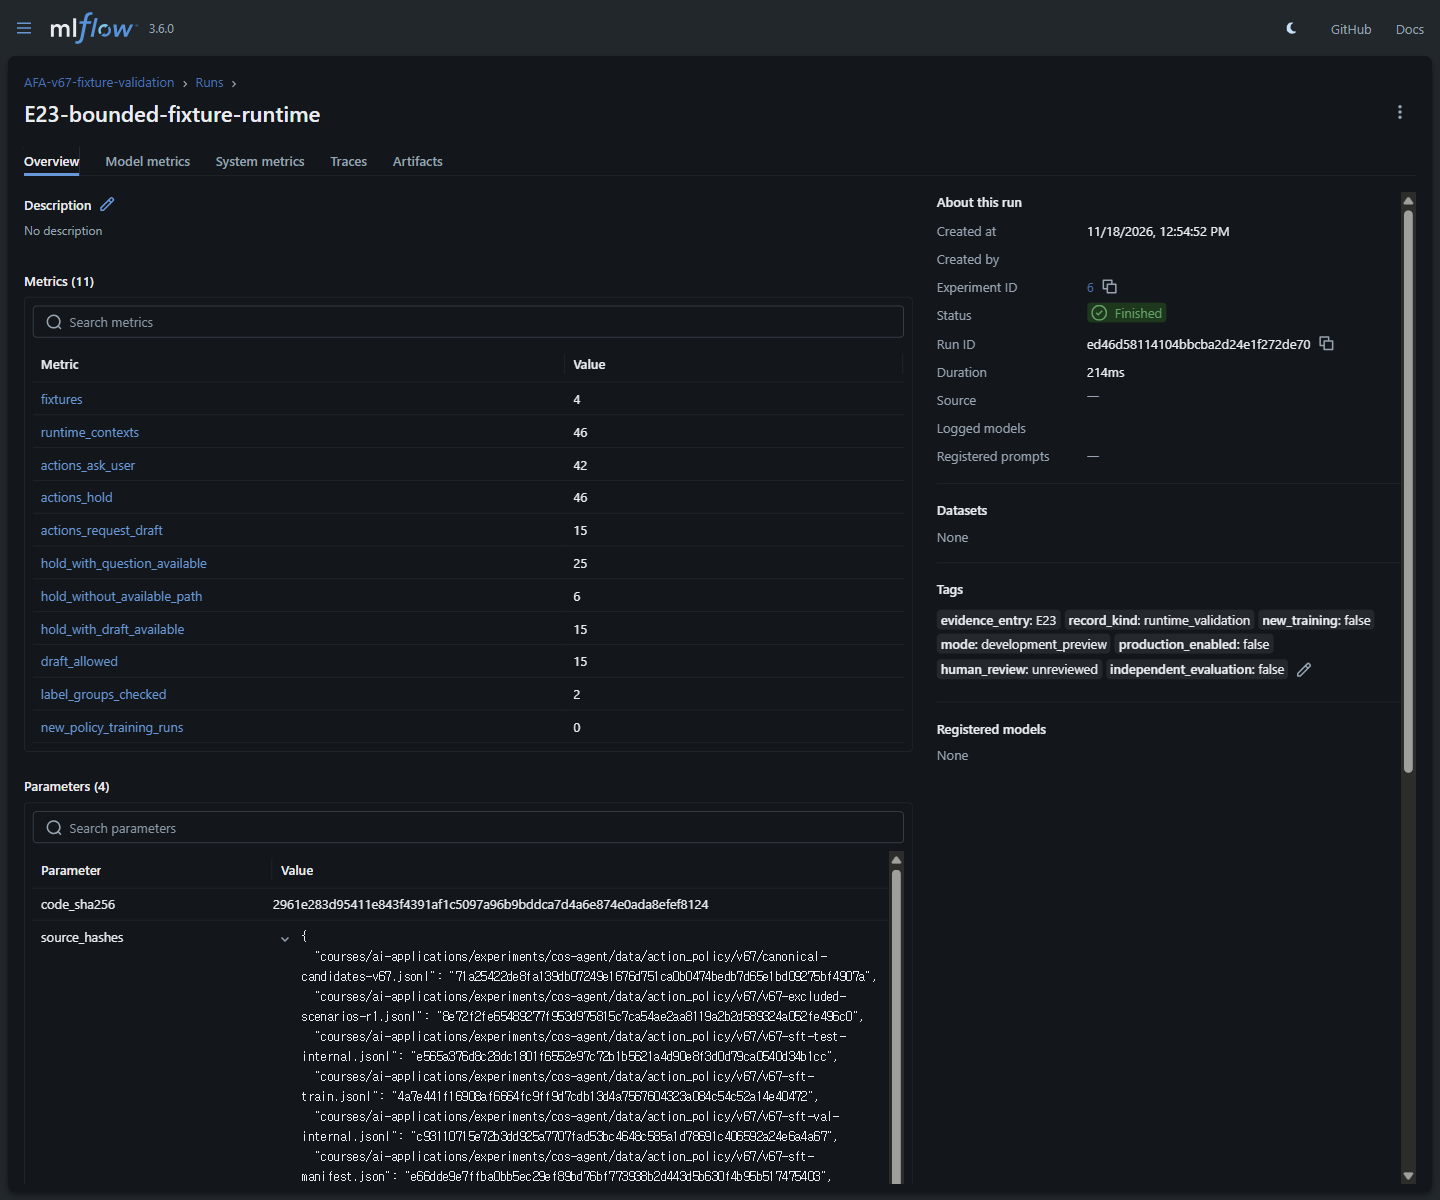 mlflow 3.6.0
GitHub
Docs
AFA-v67-fixture-validation › Runs ›
E23-bounded-fixture-runtime
Overview
Model metrics
System metrics
Traces
Artifacts
Description
No description
Metrics (11)
Search metrics
Metric Value
fixtures 4
runtime_contexts 46
actions_ask_user 42
actions_hold 46
actions_request_draft 15
hold_with_question_available 25
hold_without_available_path 6
hold_with_draft_available 15
draft_allowed 15
label_groups_checked 2
new_policy_training_runs 0
Parameters (4)
Search parameters
Parameter Value
code_sha256 2961e283d95411e843f4391af1c5097a96b9bddca7d4a6e874e0ada8efef8124
source_hashes {
"courses/ai-applications/experiments/cos-agent/data/action_policy/v67/canonical-
candidates-v67.jsonl": "71a25422de8fa139db07249e1676d751ca0b0474bedb7d65e1bd09275bf4907a",
"courses/ai-applications/experiments/cos-agent/data/action_policy/v67/v67-excluded-
scenarios-r1.jsonl": "8e72f2fe65489277f953d975815c7ca54ae2aa8119a2b2d589324a052fe496c0",
"courses/ai-applications/experiments/cos-agent/data/action_policy/v67/v67-sft-test-
internal.jsonl": "e565a376d8c28dc1801f6552e97c72b1b5621a4d90e8f3d0d79ca0540d34b1cc",
"courses/ai-applications/experiments/cos-agent/data/action_policy/v67/v67-sft-
train.jsonl": "4a7e441f16908af6664fc9ff9d7cdb13d4a7567604323a084c54c52a14e40472",
"courses/ai-applications/experiments/cos-agent/data/action_policy/v67/v67-sft-val-
internal.jsonl": "c93110715e72b3dd925a7707fad53bc4648c585a1d78691c406592a24e6a4a67",
"courses/ai-applications/experiments/cos-agent/data/action_policy/v67/v67-sft-
manifest.json": "e66dde9e7ffba0bb5ec29ef89bd76bf773938b2d443d5b630f4b95b517475403",
About this run
Created at 11/18/2026, 12:54:52 PM
Created by
Experiment ID 6
Status Finished
Run ID ed46d58114104bbcba2d24e1f272de70
Duration 214ms
Source —
Logged models
Registered prompts —
Datasets
None
Tags
evidence_entry: E23 record_kind: runtime_validation new_training: false
mode: development_preview production_enabled: false
human_review: unreviewed independent_evaluation: false
Registered models
None